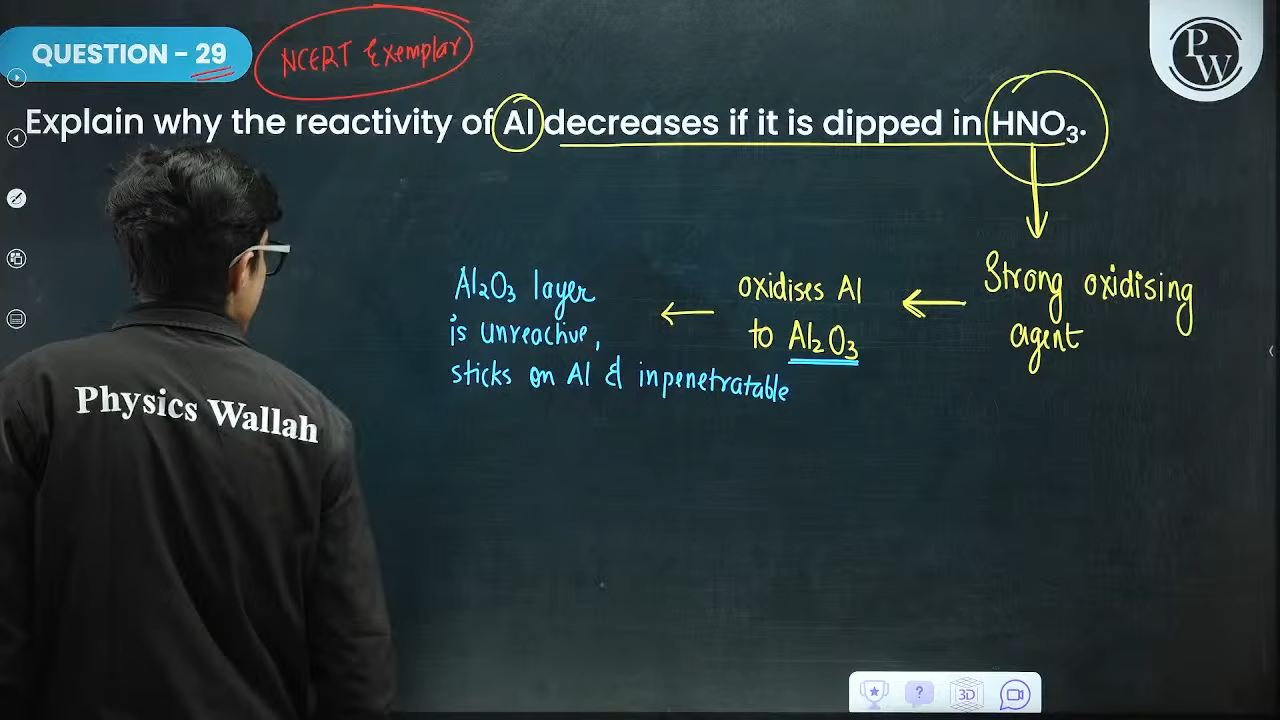 QUESTION - 29
NCERT Exemplar
PW
Explain why the reactivity of Al decreases if it is dipped in HNO₃.
Strong oxidising
agent
oxidises Al
to Al₂O₃
Al₂O₃ layer
is unreactive,
sticks on Al & inpenetratable
Physics Wallah
?
3D